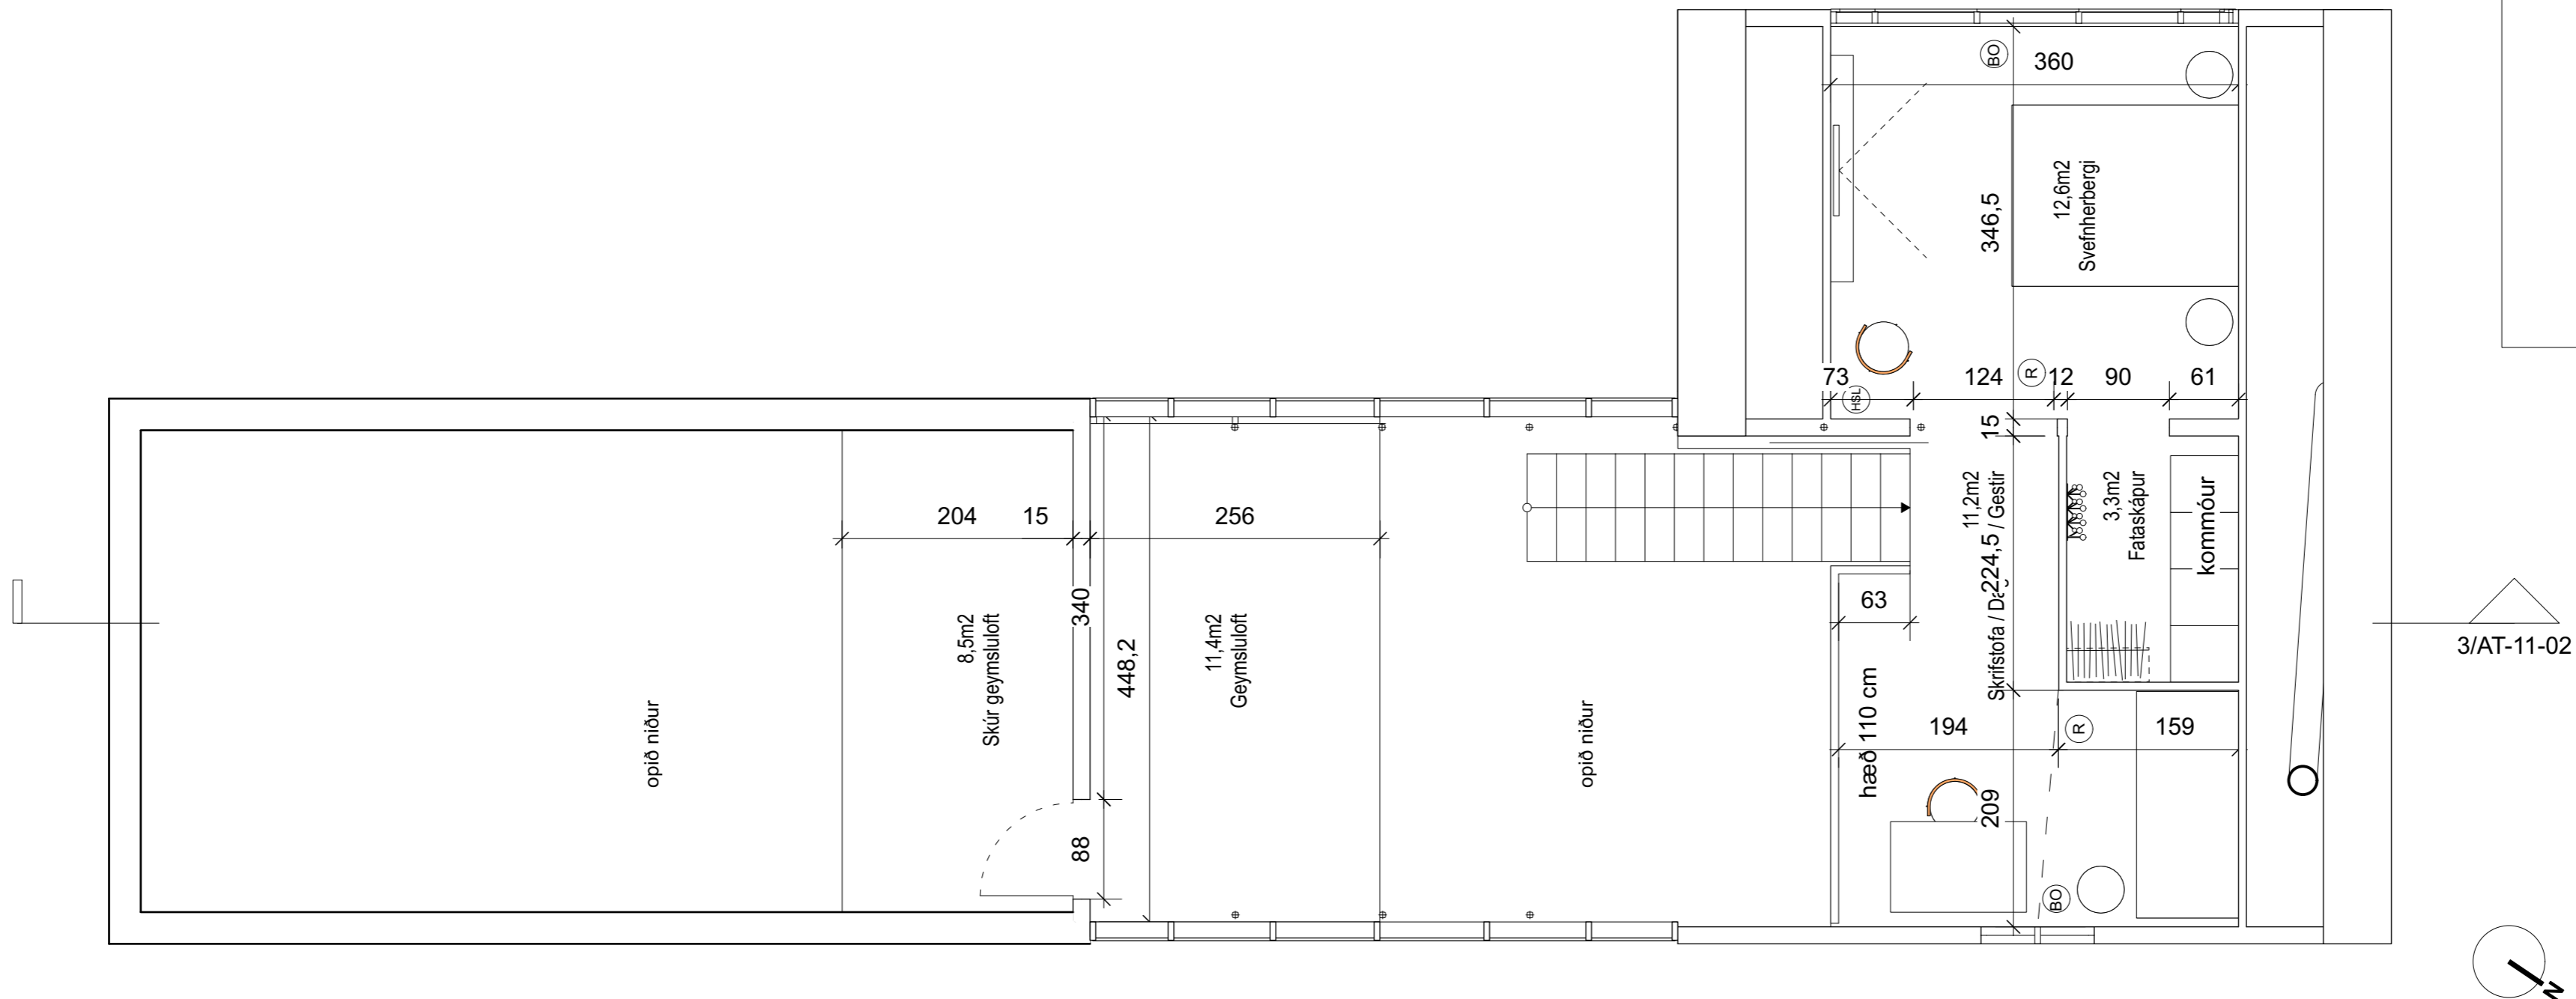 BO
360
12,6m2
Svefnherbergi
346,5
73
124
R
12
90
61
HSL
15
11,2m2
Skrifstofa / Da
/ Gestir
224,5
3,3m2
Fataskápur
kommóur
204
15
256
340
448,2
8,5m2
Skúr geymsluloft
11,4m2
Geymsluloft
63
3/AT-11-02
opið niður
opið niður
hæð 110 cm
194
R
159
209
88
BO
N